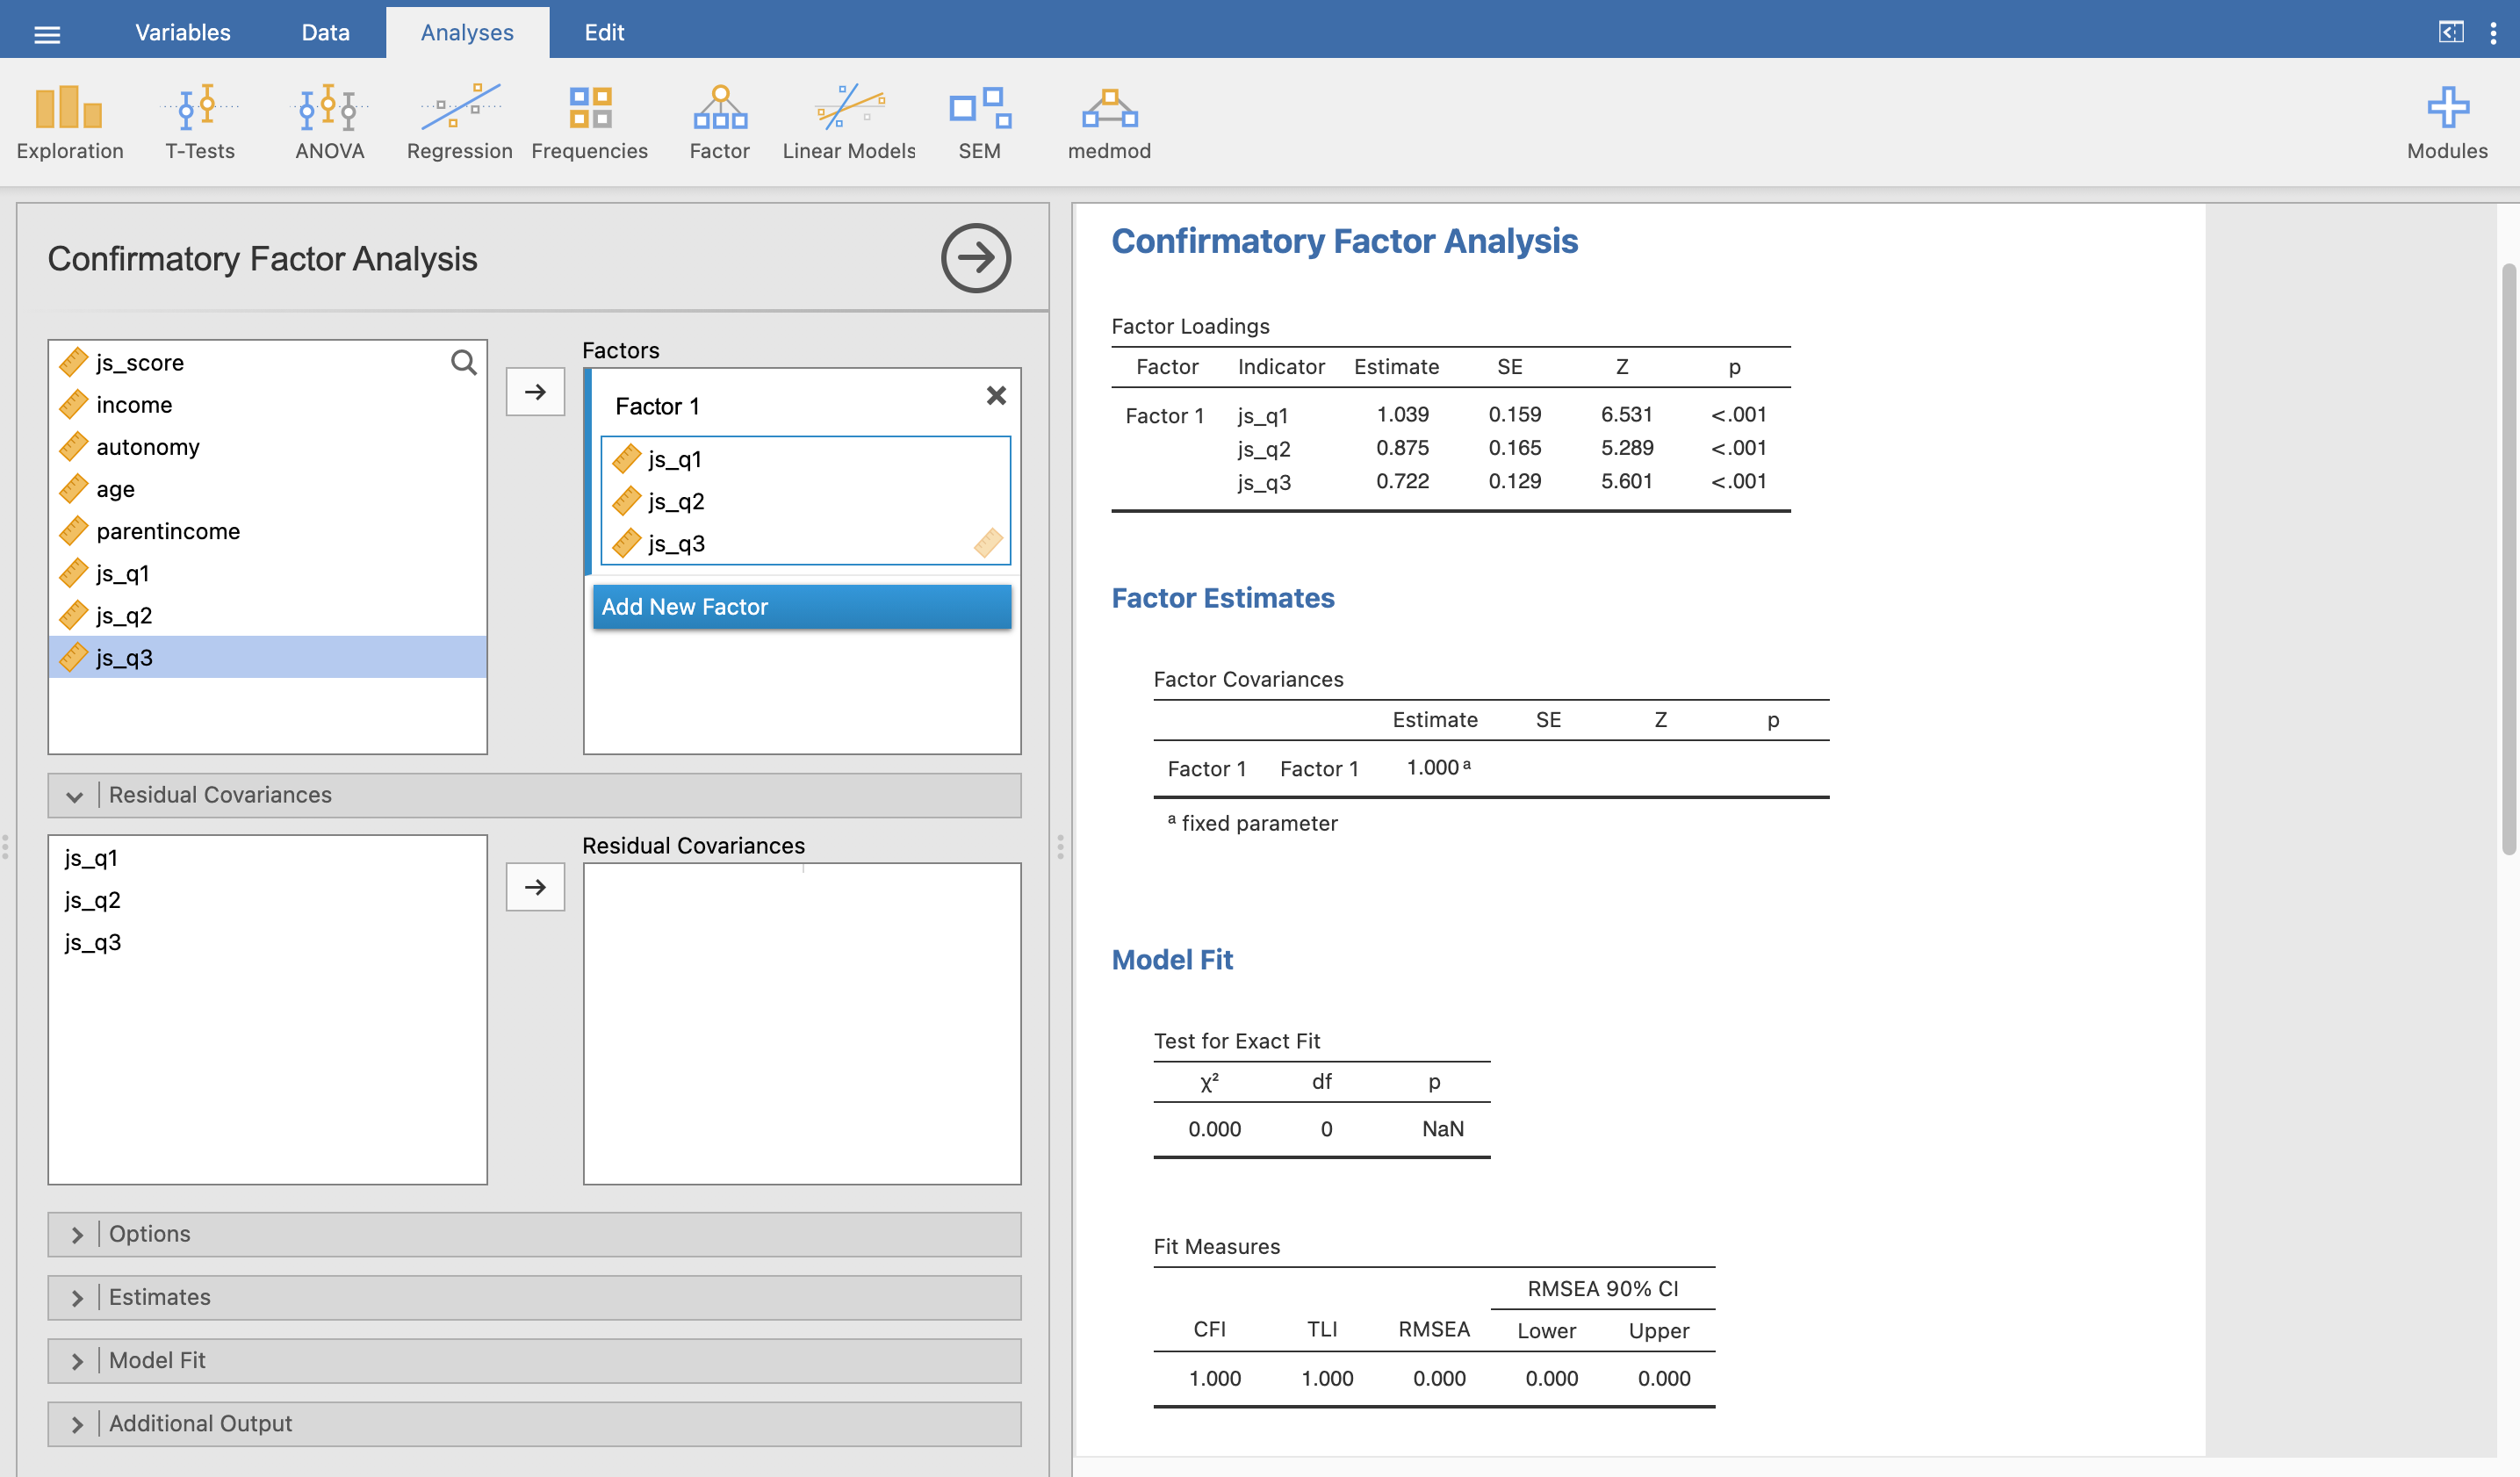 Variables Data Analyses Edit
Exploration T-Tests ANOVA Regression Frequencies Factor Linear Models SEM medmod Modules
Confirmatory Factor Analysis
js_score
income
autonomy
age
parentincome
js_q1
js_q2
js_q3
Factors
Factor 1
js_q1
js_q2
js_q3
Add New Factor
Residual Covariances
js_q1
js_q2
js_q3
Residual Covariances
Options
Estimates
Model Fit
Additional Output
Confirmatory Factor Analysis
Factor Loadings
Factor Indicator Estimate SE Z p
Factor 1 js_q1 1.039 0.159 6.531 <.001
js_q2 0.875 0.165 5.289 <.001
js_q3 0.722 0.129 5.601 <.001
Factor Estimates
Factor Covariances
Estimate SE Z p
Factor 1 Factor 1 1.000 ᵃ
ᵃ fixed parameter
Model Fit
Test for Exact Fit
χ² df p
0.000 0 NaN
Fit Measures
RMSEA 90% CI
CFI TLI RMSEA Lower Upper
1.000 1.000 0.000 0.000 0.000